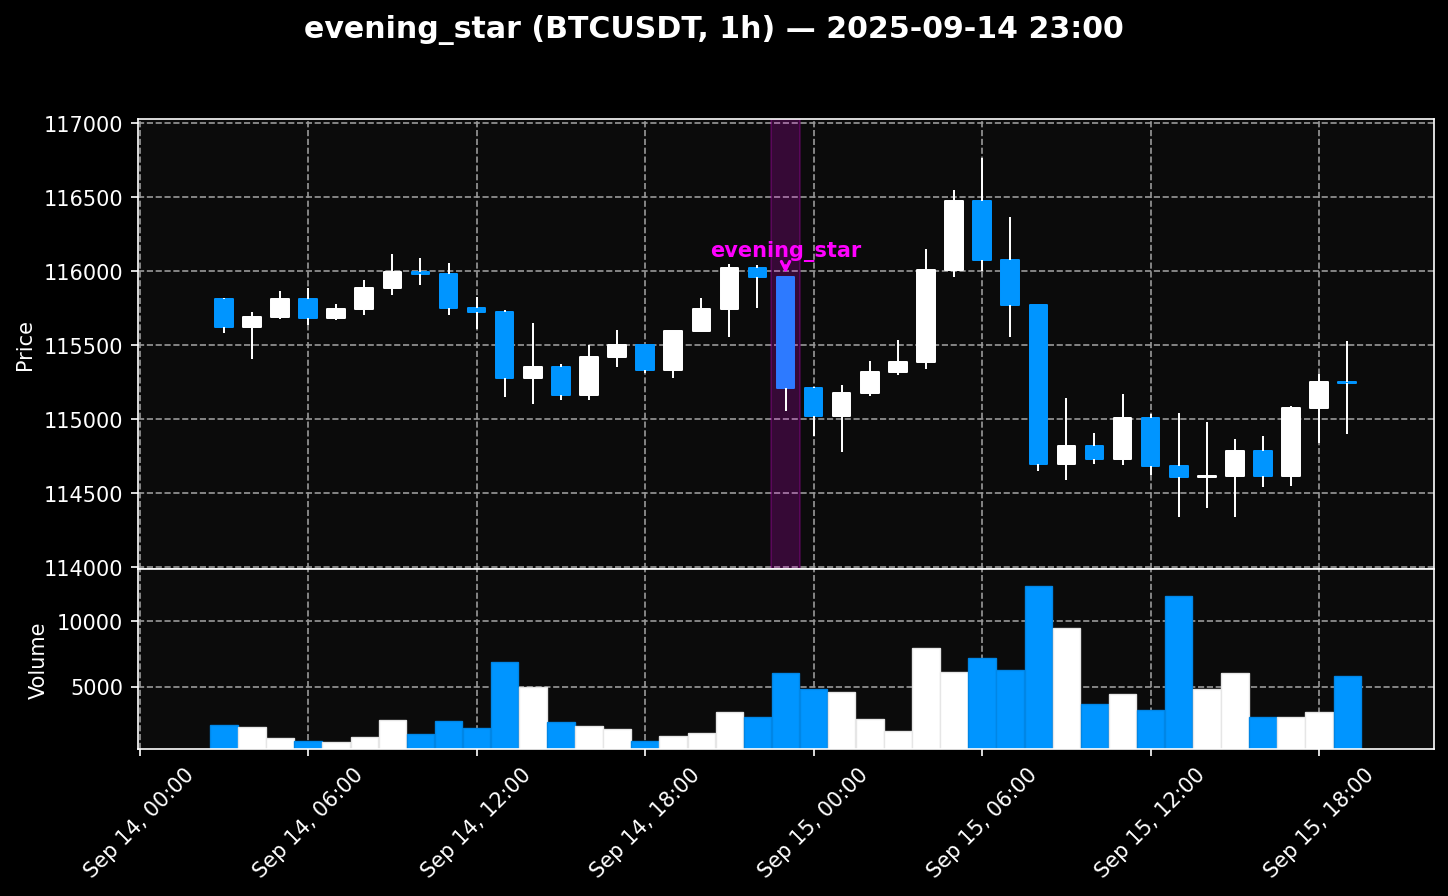 evening_star (BTCUSDT, 1h) — 2025-09-14 23:00
117000
116500
116000
115500
115000
114500
114000
Price
evening_star
10000
5000
Volume
Sep 14, 00:00
Sep 14, 06:00
Sep 14, 12:00
Sep 14, 18:00
Sep 15, 00:00
Sep 15, 06:00
Sep 15, 12:00
Sep 15, 18:00